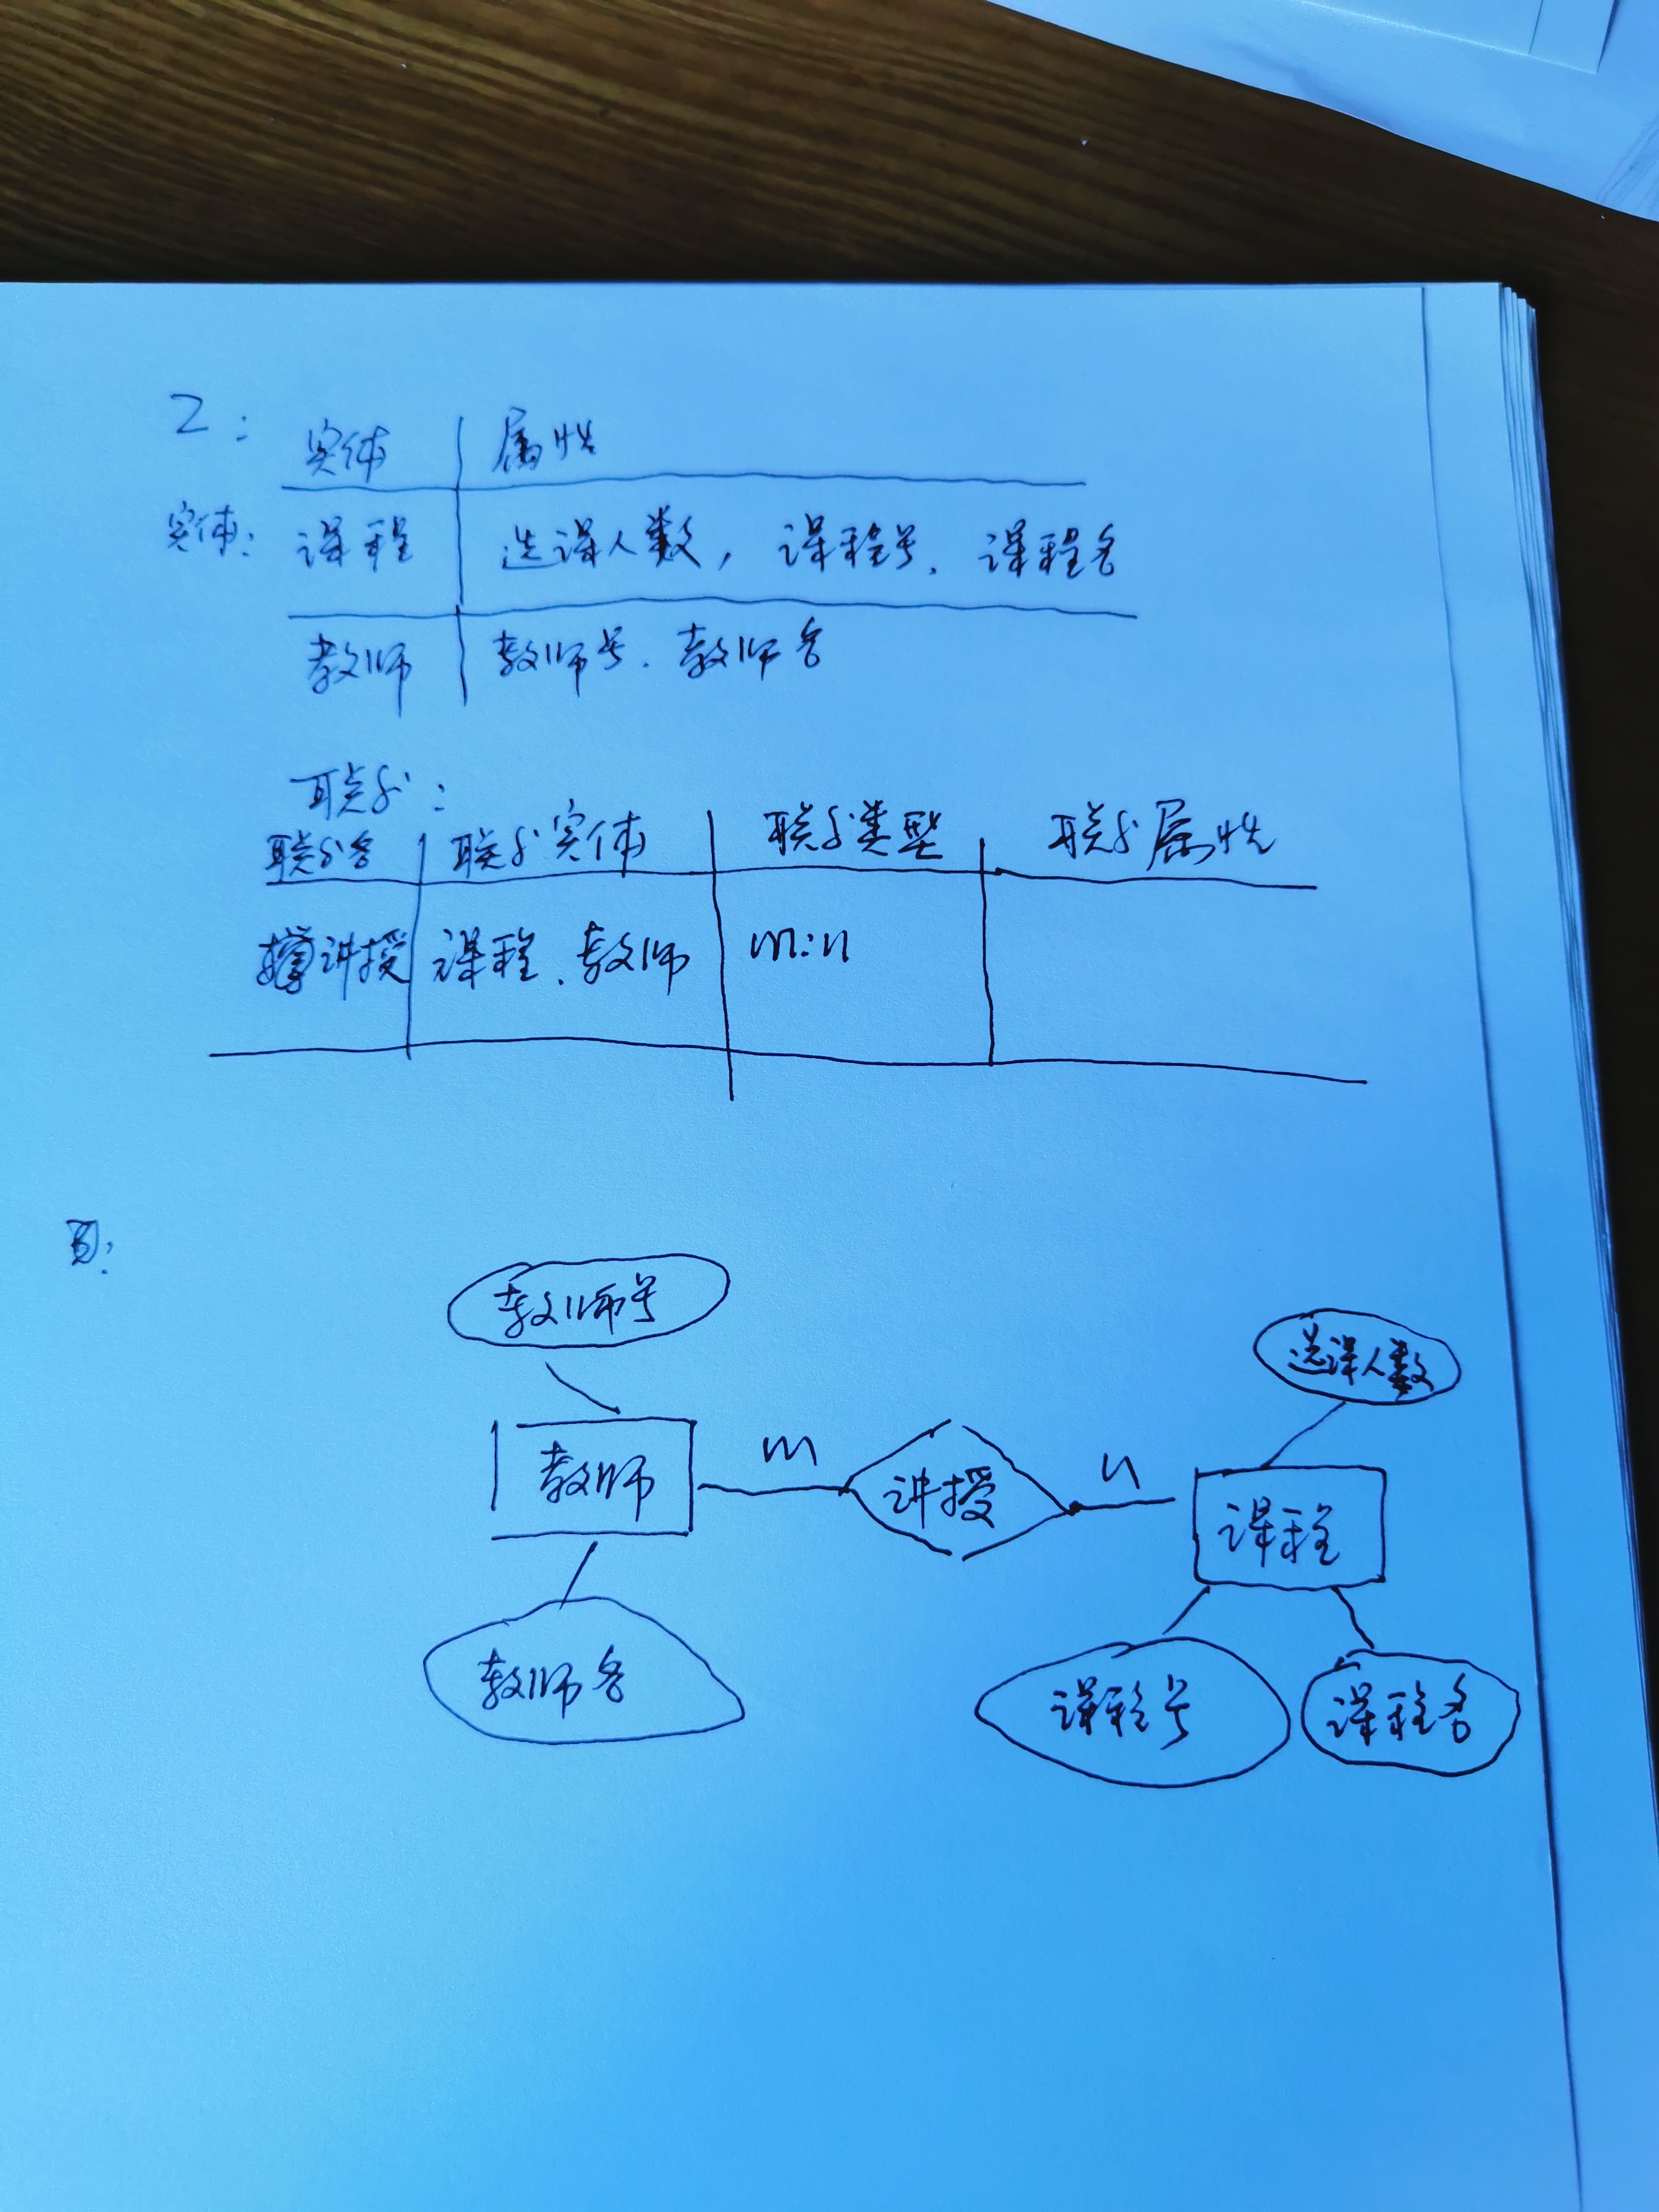 2:
实体 属性
实体: 课程 选课人数, 课程号、课程名
教师 教师号、教师名
联系:
联系名 联系实体 联系类型 联系属性
讲授 课程、教师 m:n
图:
教师号
选课人数
教师 m 讲授 n 课程
教师名 课程号 课程名